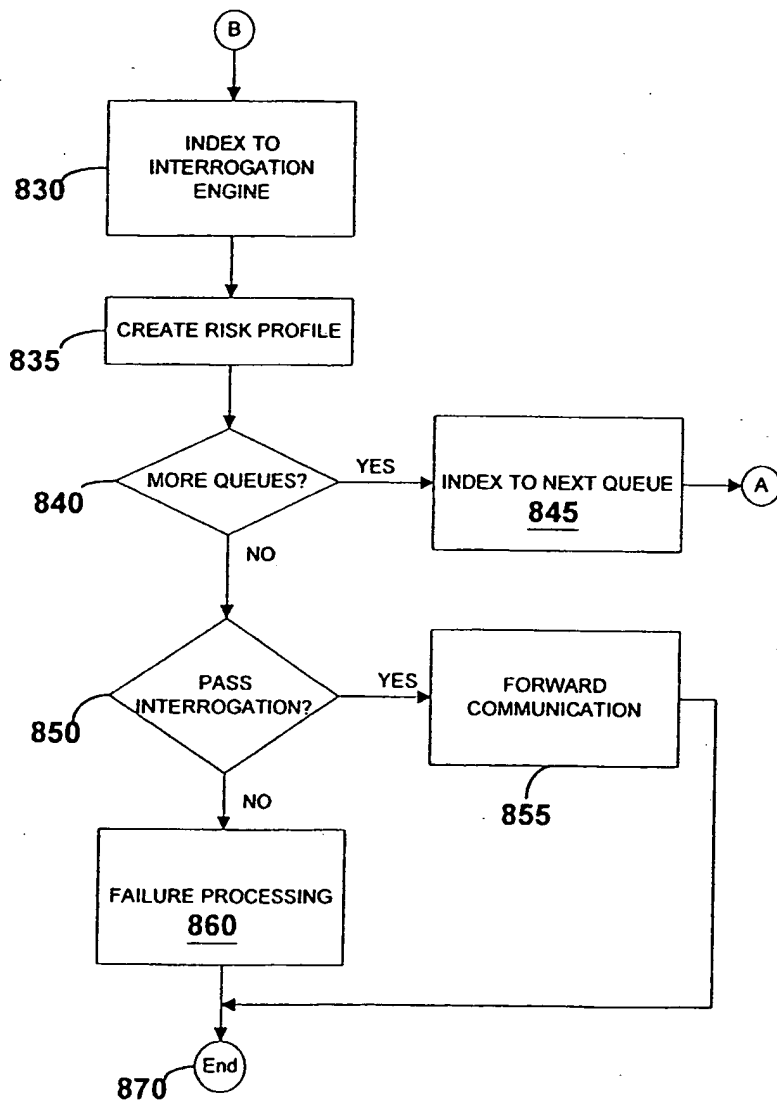 B
INDEX TO
INTERROGATION
ENGINE
830
CREATE RISK PROFILE
835
MORE QUEUES?
840
YES
INDEX TO NEXT QUEUE
845
A
NO
PASS
INTERROGATION?
850
YES
FORWARD
COMMUNICATION
855
NO
FAILURE PROCESSING
860
End
870